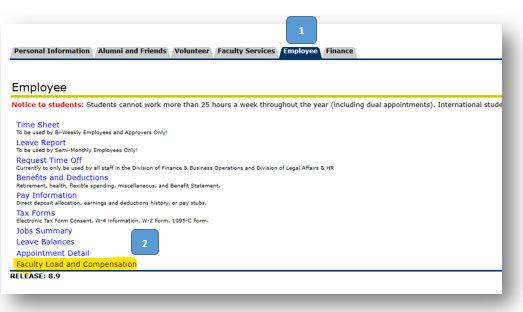 1
Personal Information Alumni and Friends Volunteer Faculty Services Employee Finance
Employee
Notice to students: Students cannot work more than 25 hours a week throughout the year (including dual appointments). International stude
Time Sheet
To be used by Bi-Weekly Employees and Approvers Only!
Leave Report
To be used by Semi-Monthly Employees Only!
Request Time Off
Currently to only be used by all staff in the Division of Finance & Business Operations and Division of Legal Affairs & HR
Benefits and Deductions
Retirement, health, flexible spending, miscellaneous, and Benefit Statement.
Pay Information
Direct deposit allocation, earnings and deductions history, or pay stubs.
Tax Forms
Electronic Tax Form Consent, W-4 information, W-2 Form, 1095-C Form.
Jobs Summary
Leave Balances
2
Appointment Detail
Faculty Load and Compensation
RELEASE: 8.9